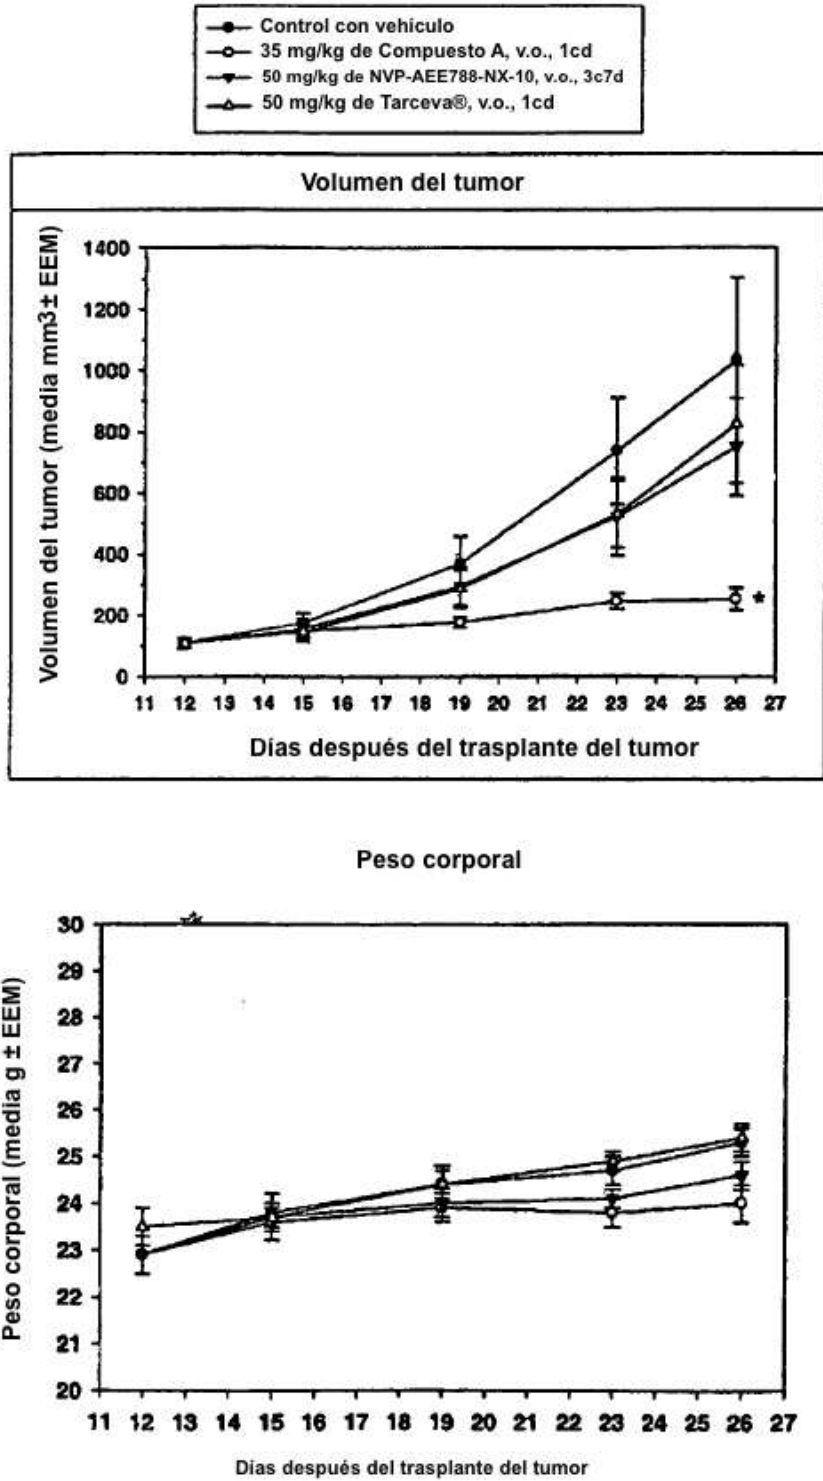 Control con vehículo
35 mg/kg de Compuesto A, v.o., 1cd
50 mg/kg de NVP-AEE788-NX-10, v.o., 3c7d
50 mg/kg de Tarceva®, v.o., 1cd
Volumen del tumor
Volumen del tumor (media mm3 ± EEM)
1400
1200
1000
800
600
400
200
0
11 12 13 14 15 16 17 18 19 20 21 22 23 24 25 26 27
*
Días después del trasplante del tumor
Peso corporal
Peso corporal (media g ± EEM)
30
29
28
27
26
25
24
23
22
21
20
11 12 13 14 15 16 17 18 19 20 21 22 23 24 25 26 27
Días después del trasplante del tumor